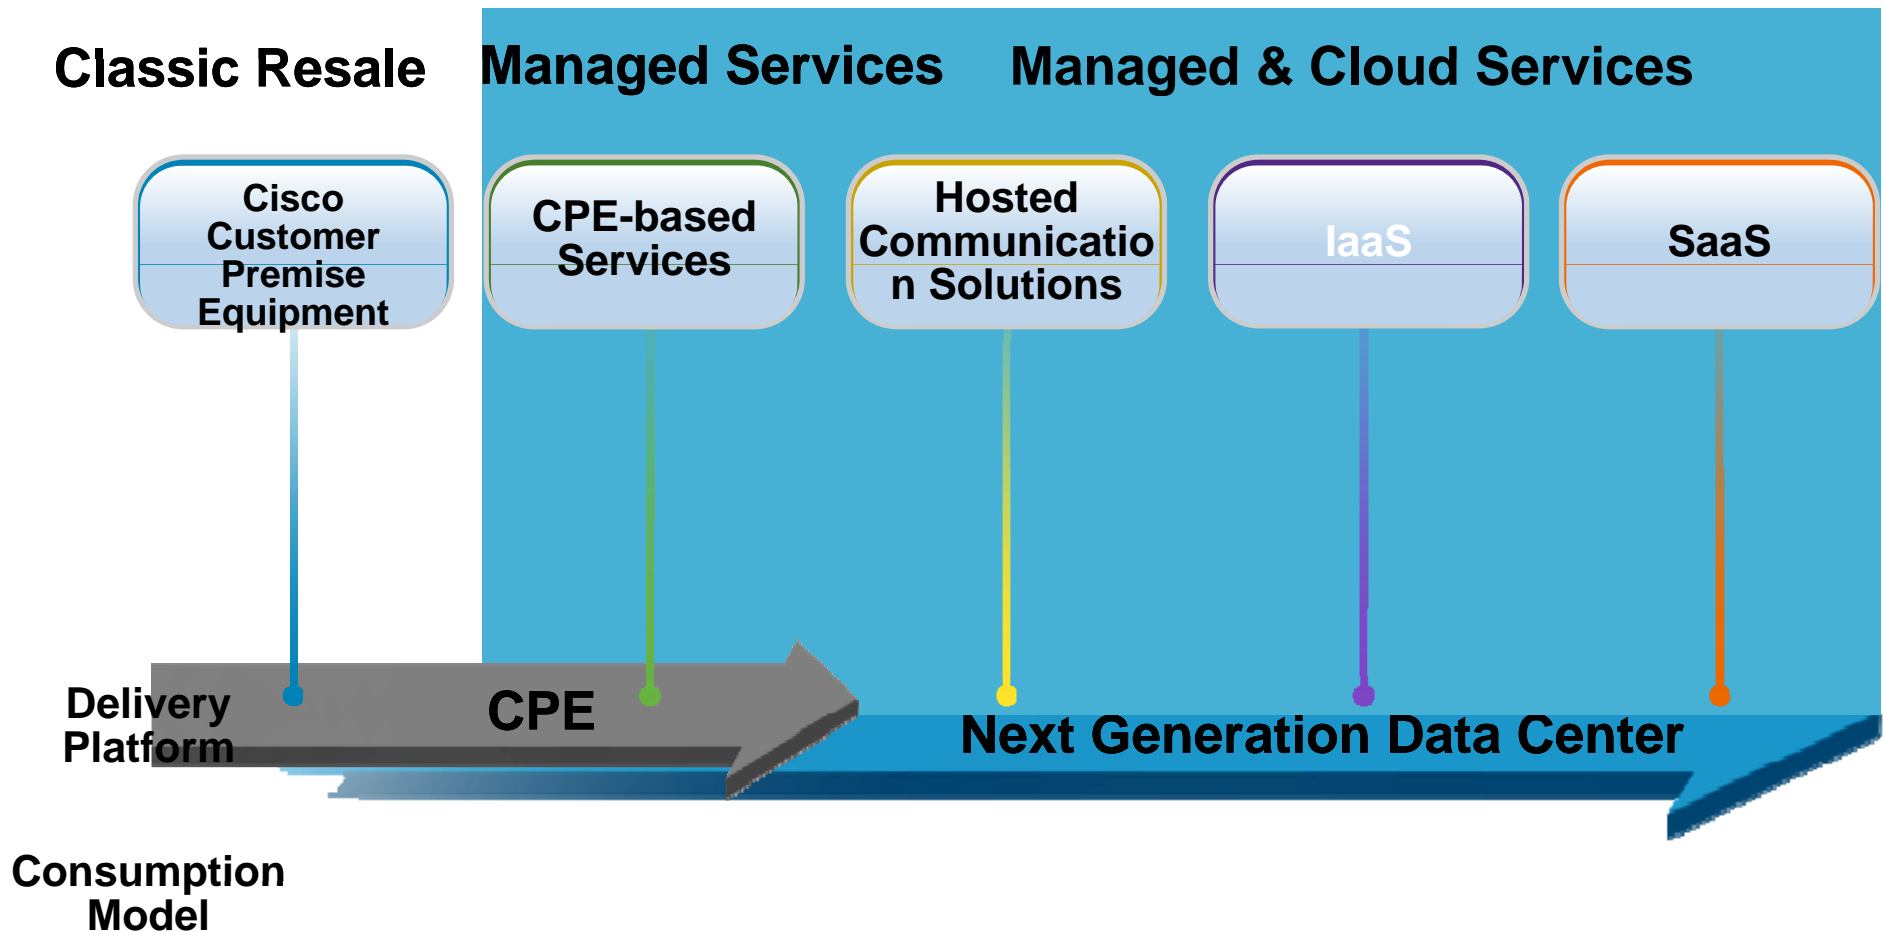 Classic Resale
Managed Services
Managed & Cloud Services
Cisco
Customer
Premise
Equipment
CPE-based
Services
Hosted
Communicatio
n Solutions
IaaS
SaaS
Delivery
Platform
CPE
Next Generation Data Center
Consumption
Model